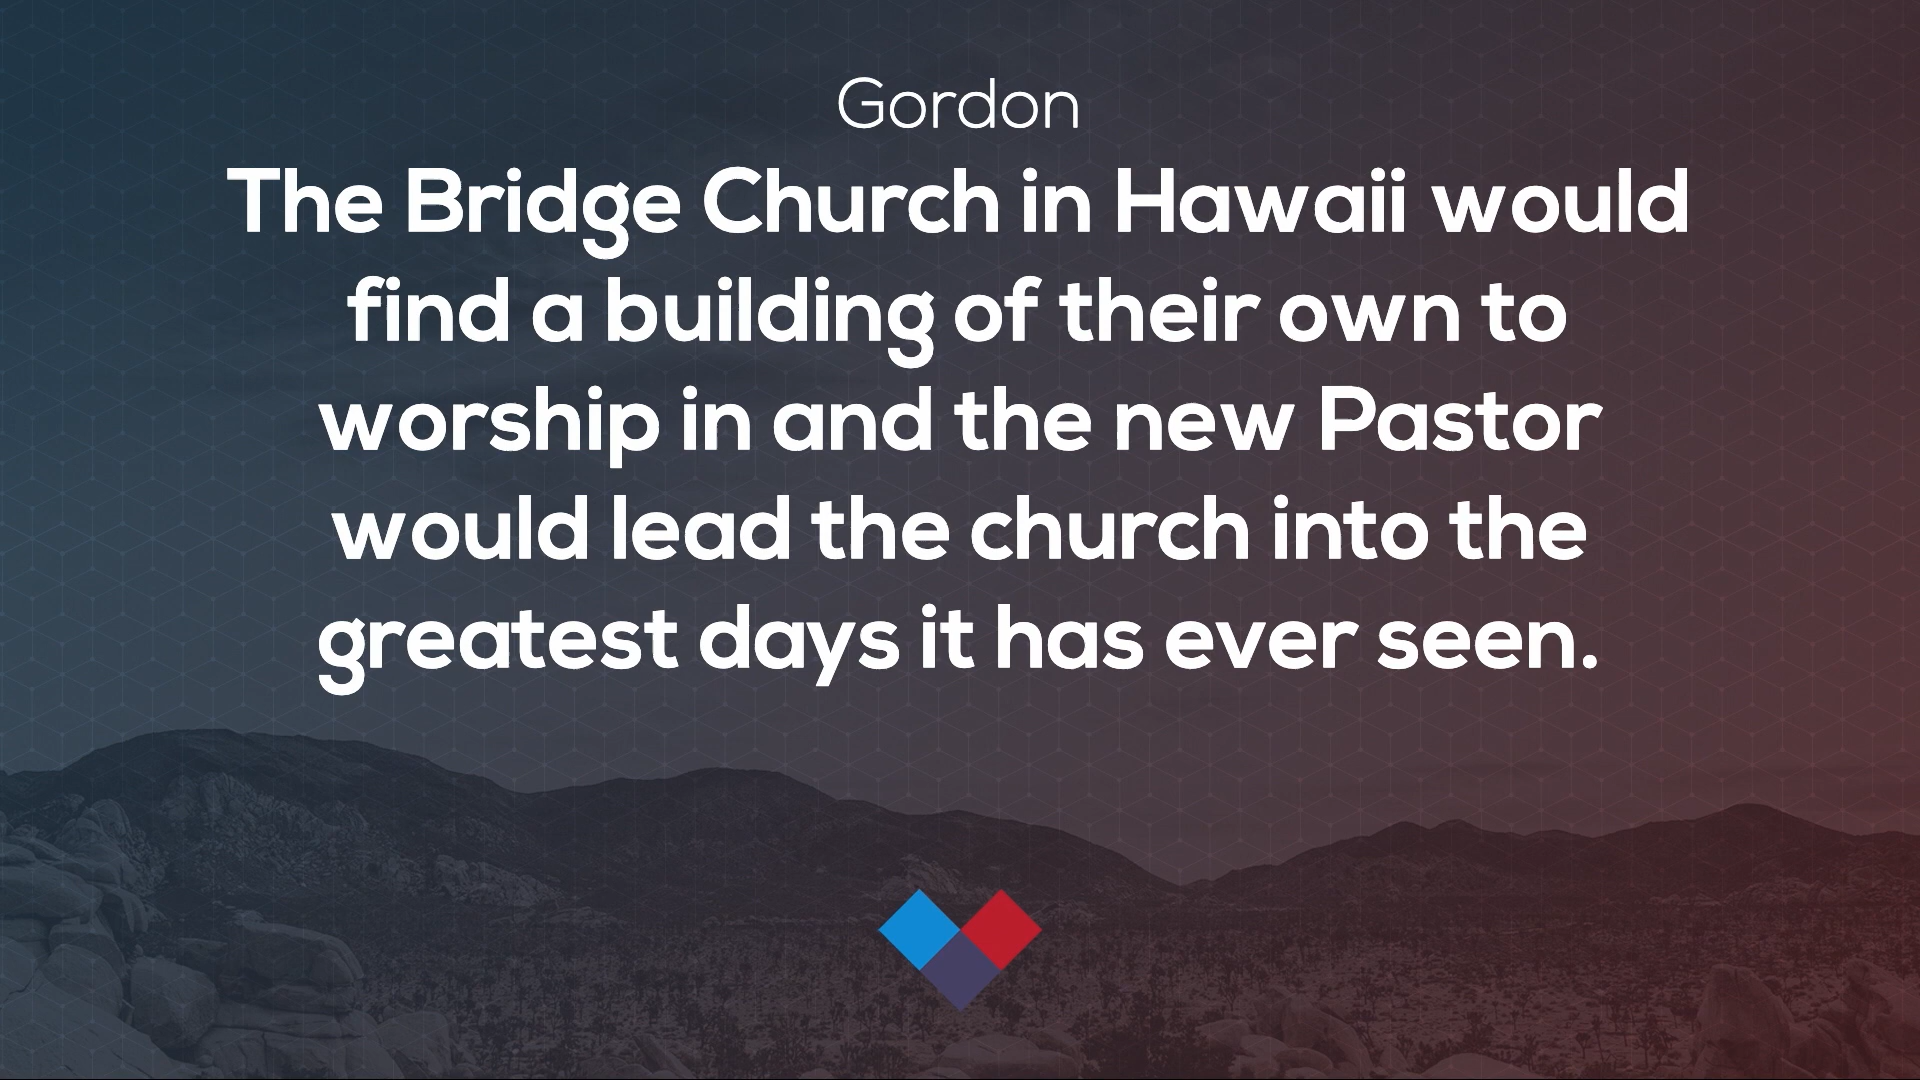 Gordon
The Bridge Church in Hawaii would
find a building of their own to
worship in and the new Pastor
would lead the church into the
greatest days it has ever seen.